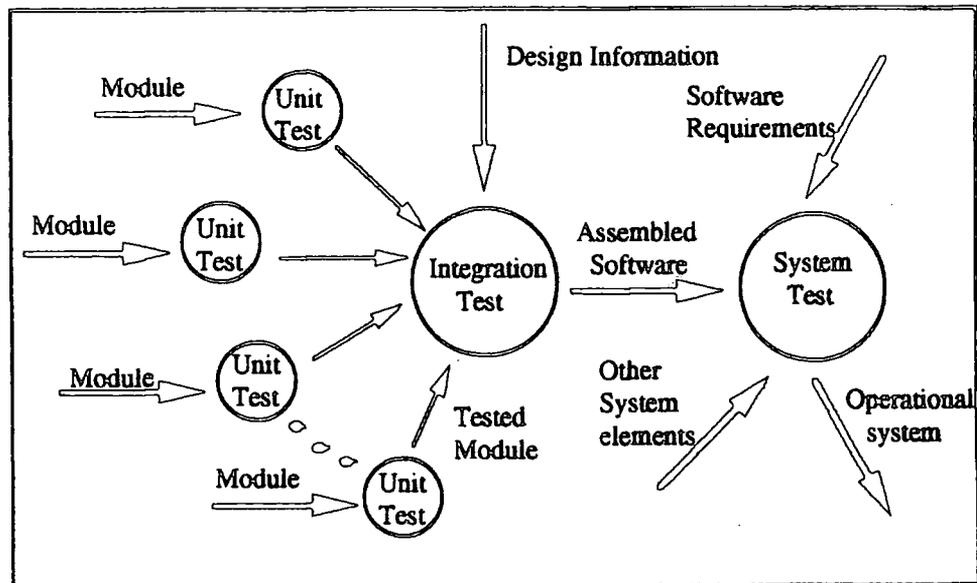 Module
Unit
Test
Design Information
Software
Requirements
Module
Unit
Test
Integration
Test
Assembled
Software
System
Test
Module
Unit
Test
Tested
Module
Other
System
elements
Operational
system
Module
Unit
Test